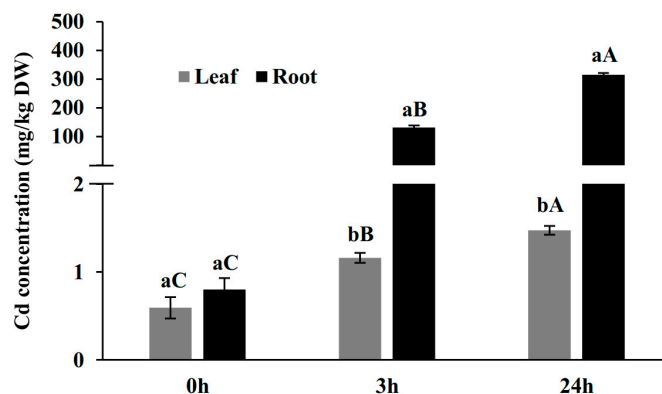 Cd concentration (mg/kg DW)
500
400
300
200
100
2
1
0
Leaf Root
aC
aC
bB
aB
bA
aA
0h 3h 24h